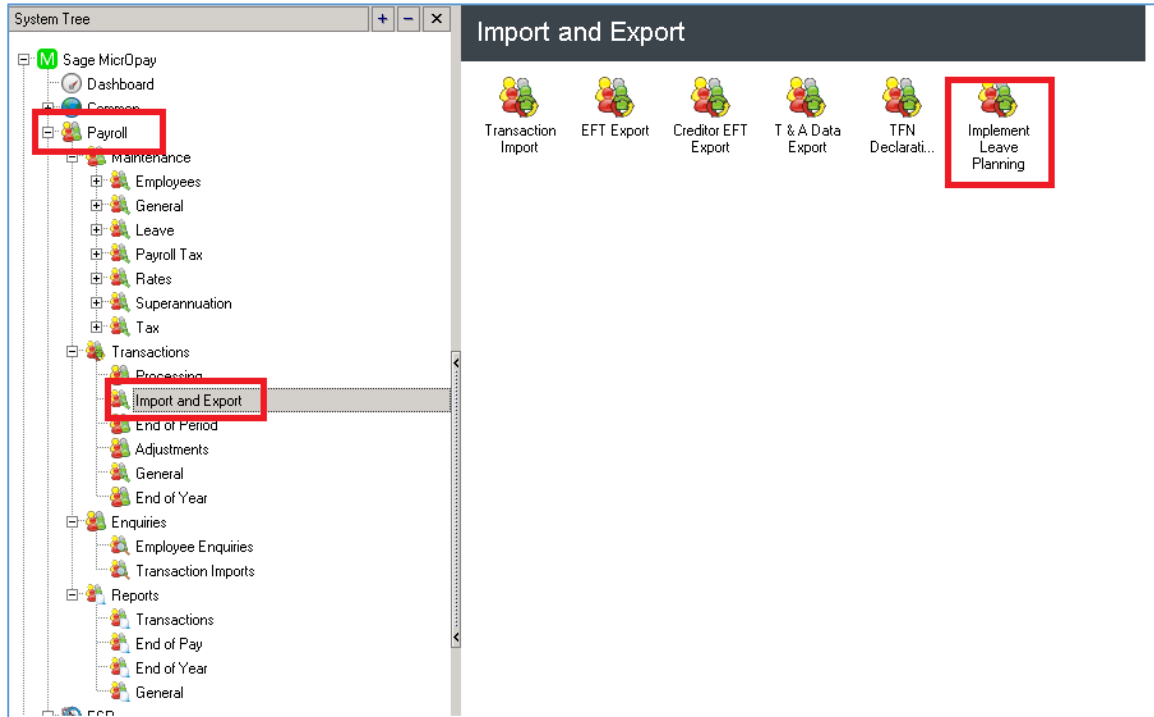 System Tree
Sage MicrOpay
Dashboard
Common
Payroll
Maintenance
Employees
General
Leave
Payroll Tax
Rates
Superannuation
Tax
Transactions
Processing
Import and Export
End of Period
Adjustments
General
End of Year
Enquiries
Employee Enquiries
Transaction Imports
Reports
Transactions
End of Pay
End of Year
General
Import and Export
Transaction
Import
EFT Export
Creditor EFT
Export
T & A Data
Export
TFN
Declarati...
Implement
Leave
Planning